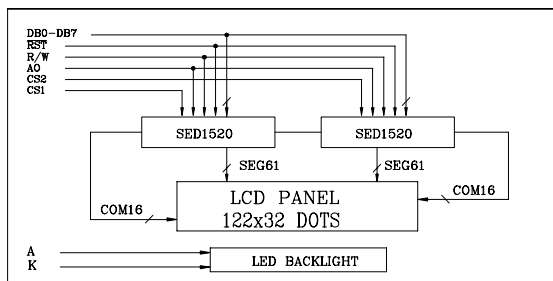 DB0-DB7
RST
R/W
A0
CS2
CS1
SED1520 SED1520
SEG61 SEG61
COM16 COM16
LCD PANEL
122x32 DOTS
A
K
LED BACKLIGHT